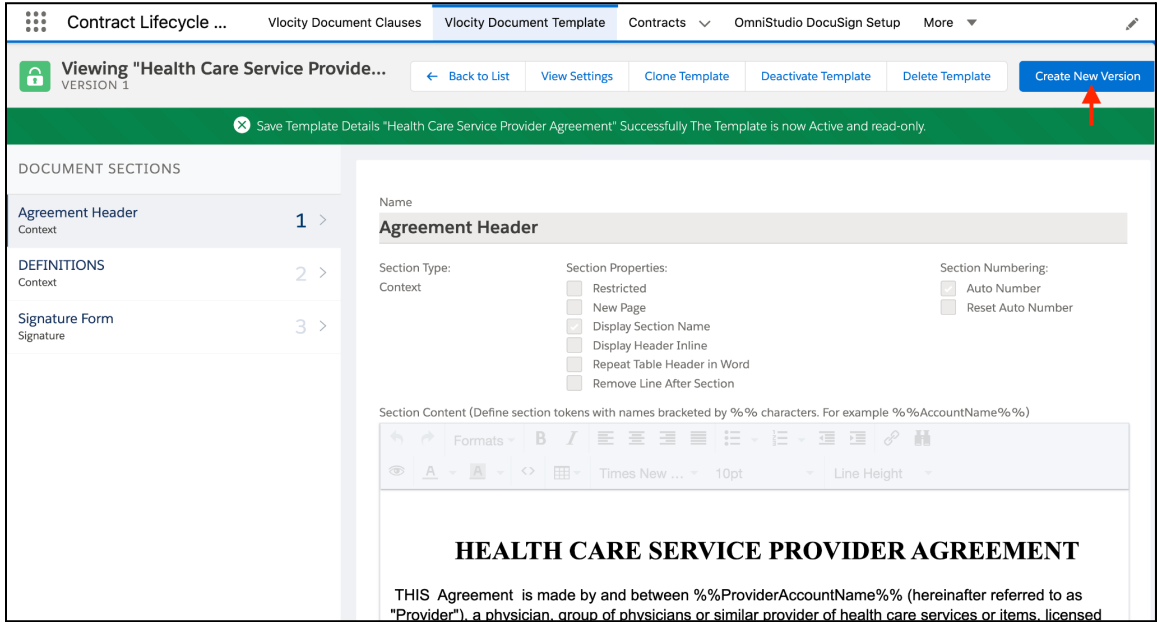 Contract Lifecycle ... Vlocity Document Clauses Vlocity Document Template Contracts OmniStudio DocuSign Setup More
Viewing "Health Care Service Provide...
VERSION 1
Back to List View Settings Clone Template Deactivate Template Delete Template Create New Version
Save Template Details "Health Care Service Provider Agreement" Successfully The Template is now Active and read-only.
DOCUMENT SECTIONS
Agreement Header
Context
1
DEFINITIONS
Context
2
Signature Form
Signature
3
Name
Agreement Header
Section Type:
Context
Section Properties:
Restricted
New Page
Display Section Name
Display Header Inline
Repeat Table Header in Word
Remove Line After Section
Section Numbering:
Auto Number
Reset Auto Number
Section Content (Define section tokens with names bracketed by %% characters. For example %%AccountName%%)
Formats B I
A A Times New ... 10pt Line Height
HEALTH CARE SERVICE PROVIDER AGREEMENT
THIS Agreement is made by and between %%ProviderAccountName%% (hereinafter referred to as
"Provider"), a physician, group of physicians or similar provider of health care services or items, licensed